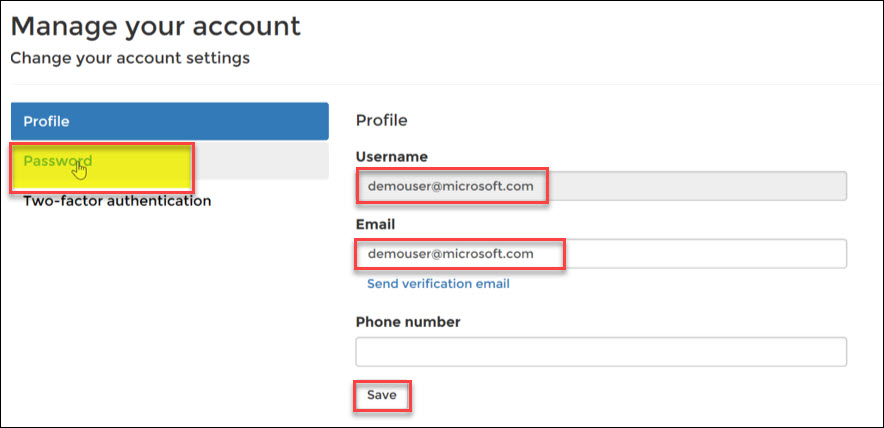 Manage your account
Change your account settings
Profile
Password
Two-factor authentication
Profile
Username
demouser@microsoft.com
Email
demouser@microsoft.com
Send verification email
Phone number
Save